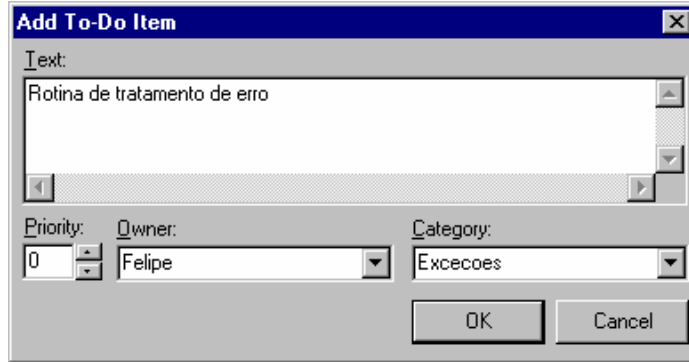 Add To-Do Item
Text:
Rotina de tratamento de erro
Priority: Owner: Category:
0 Felipe Excecoes
OK Cancel